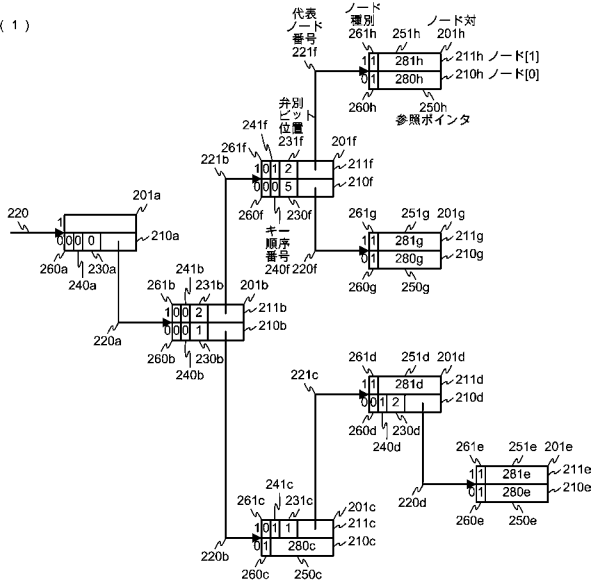 (1)
代表
ノード
番号
221f
ノード
種別
ノード対
261h 251h 201h
1 1 281h 211h ノード[1]
0 1 280h 210h ノード[0]
260h 250h
参照ポインタ
弁別
ビット
位置
241f 231f
261f 201f
1 0 1 2 211f
0 0 0 5 210f
260f 230f
キー
順序
番号
240f
221b
220f
261g 251g 201g
1 1 281g 211g
0 1 280g 210g
260g 250g
220
201a
1
0 0 0 0 210a
260a 230a
240a
220a
241b
261b 231b 201b
1 0 0 2 211b
0 0 0 1 210b
260b 230b
240b
220b
221c
261d 251d 201d
1 1 281d 211d
0 0 1 2 210d
260d 230d
240d
220d
261e 251e 201e
1 1 281e 211e
0 1 280e 210e
260e 250e
241c
261c 231c 201c
1 0 1 1 211c
0 1 280c 210c
260c 250c